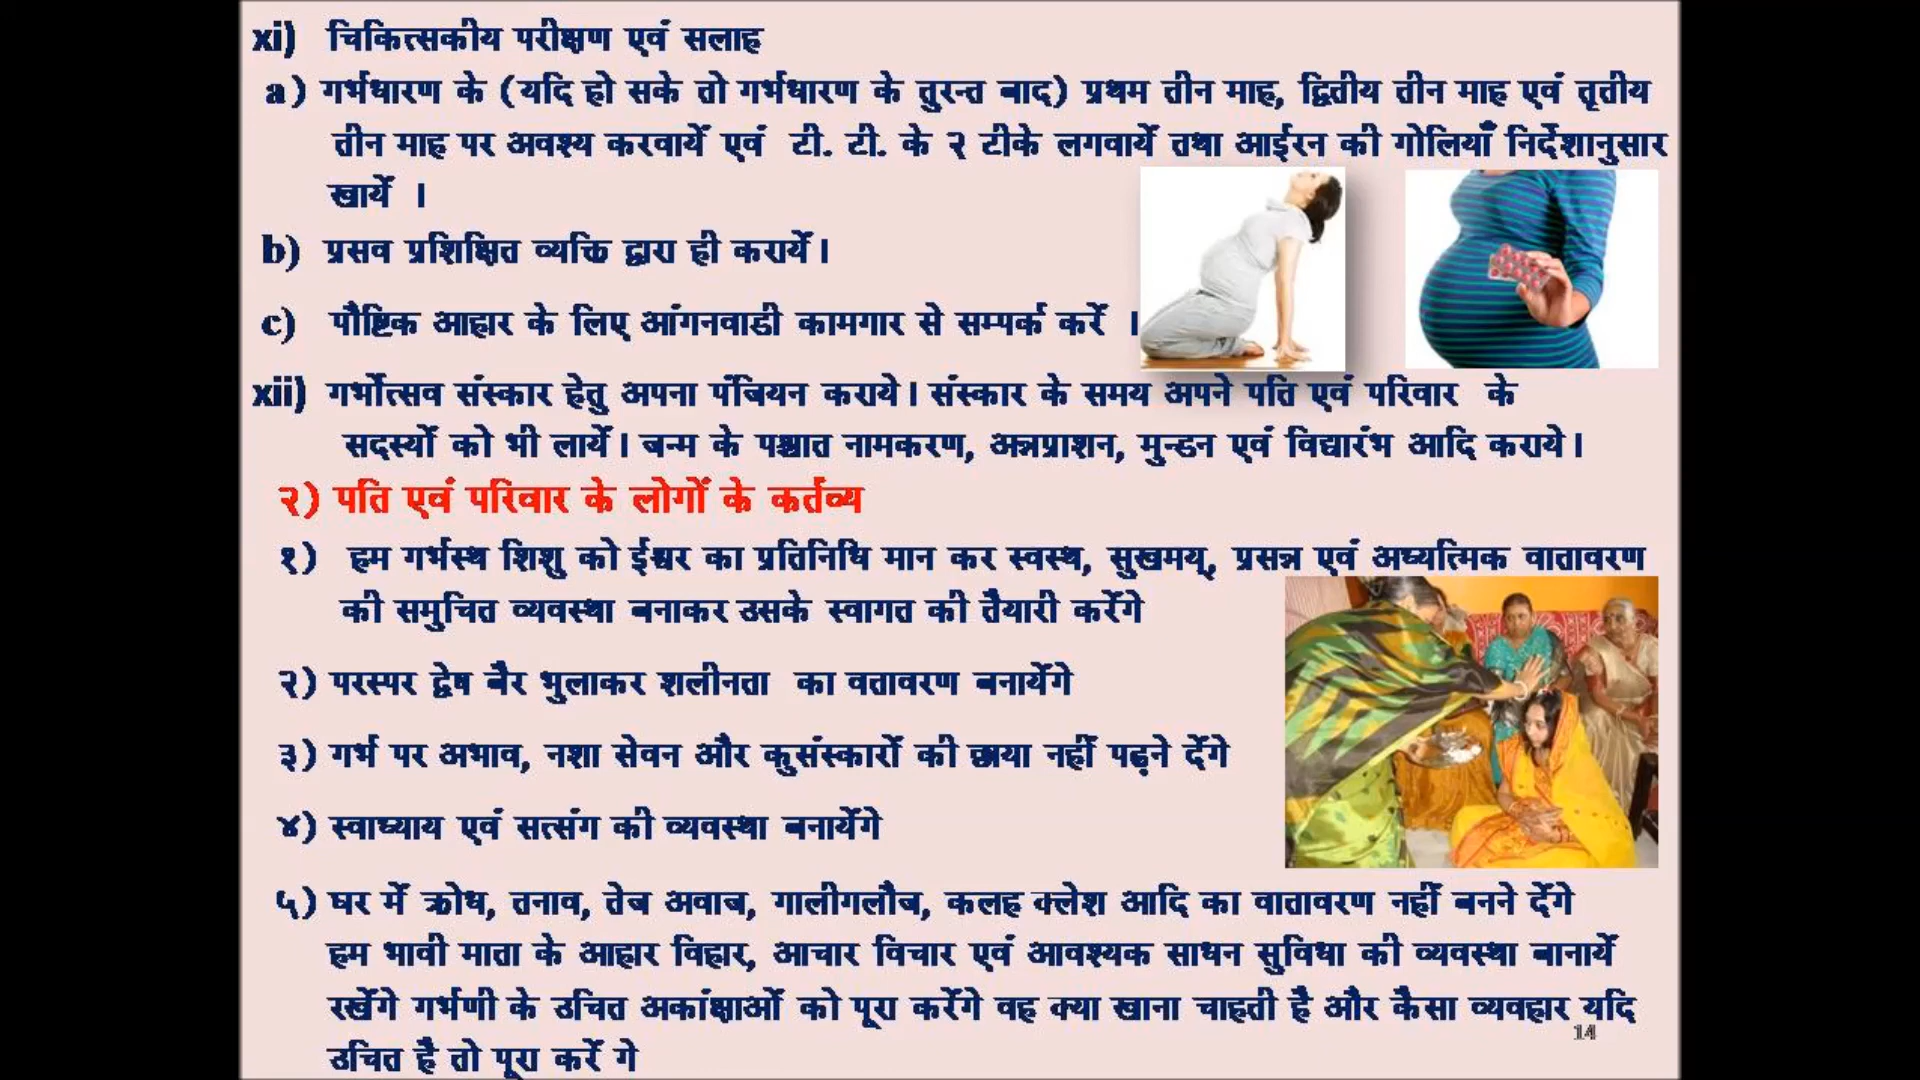 xi) चिकित्सकीय परीक्षण एवं सलाह
a) गर्भधारण के (यदि हो सके तो गर्भधारण के तुरन्त बाद) प्रथम तीन माह, द्वितीय तीन माह एवं तृतीय
तीन माह पर अवश्य करवायें एवं टी. टी. के २ टीके लगवायें तथा आईरन की गोलियाँ निर्देशानुसार
खायें ।
b) प्रसव प्रशिक्षित व्यक्ति द्वारा ही करायें।
c) पौष्टिक आहार के लिए आंगनवाडी कामगार से सम्पर्क करें ।
xii) गर्भोत्सव संस्कार हेतु अपना पंजियन कराये। संस्कार के समय अपने पति एवं परिवार के
सदस्यों को भी लायें। जन्म के पश्चात नामकरण, अन्नप्राशन, मुन्डन एवं विद्यारंभ आदि कराये।
२) पति एवं परिवार के लोगों के कर्तव्य
१) हम गर्भस्थ शिशु को ईश्वर का प्रतिनिधि मान कर स्वस्थ, सुखमय्, प्रसन्न एवं अध्यत्मिक वातावरण
की समुचित व्यवस्था बनाकर उसके स्वागत की तैयारी करेंगे
२) परस्पर द्वेष बैर भुलाकर शलीनता का वतावरण बनायेंगे
३) गर्भ पर अभाव, नशा सेवन और कुसंस्कारों की छाया नहीं पढ़ने देंगे
४) स्वाध्याय एवं सत्संग की व्यवस्था बनायेंगे
५) घर में क्रोध, तनाव, तेज अवाज, गालीगलौज, कलह क्लेश आदि का वातावरण नहीं बनने देंगे
हम भावी माता के आहार विहार, आचार विचार एवं आवश्यक साधन सुविधा की व्यवस्था बानायें
रखेंगे गर्भणी के उचित अकांक्षाओं को पूरा करेंगे वह क्या खाना चाहती है और कैसा व्यवहार यदि
14
उचित है तो पूरा करें गे